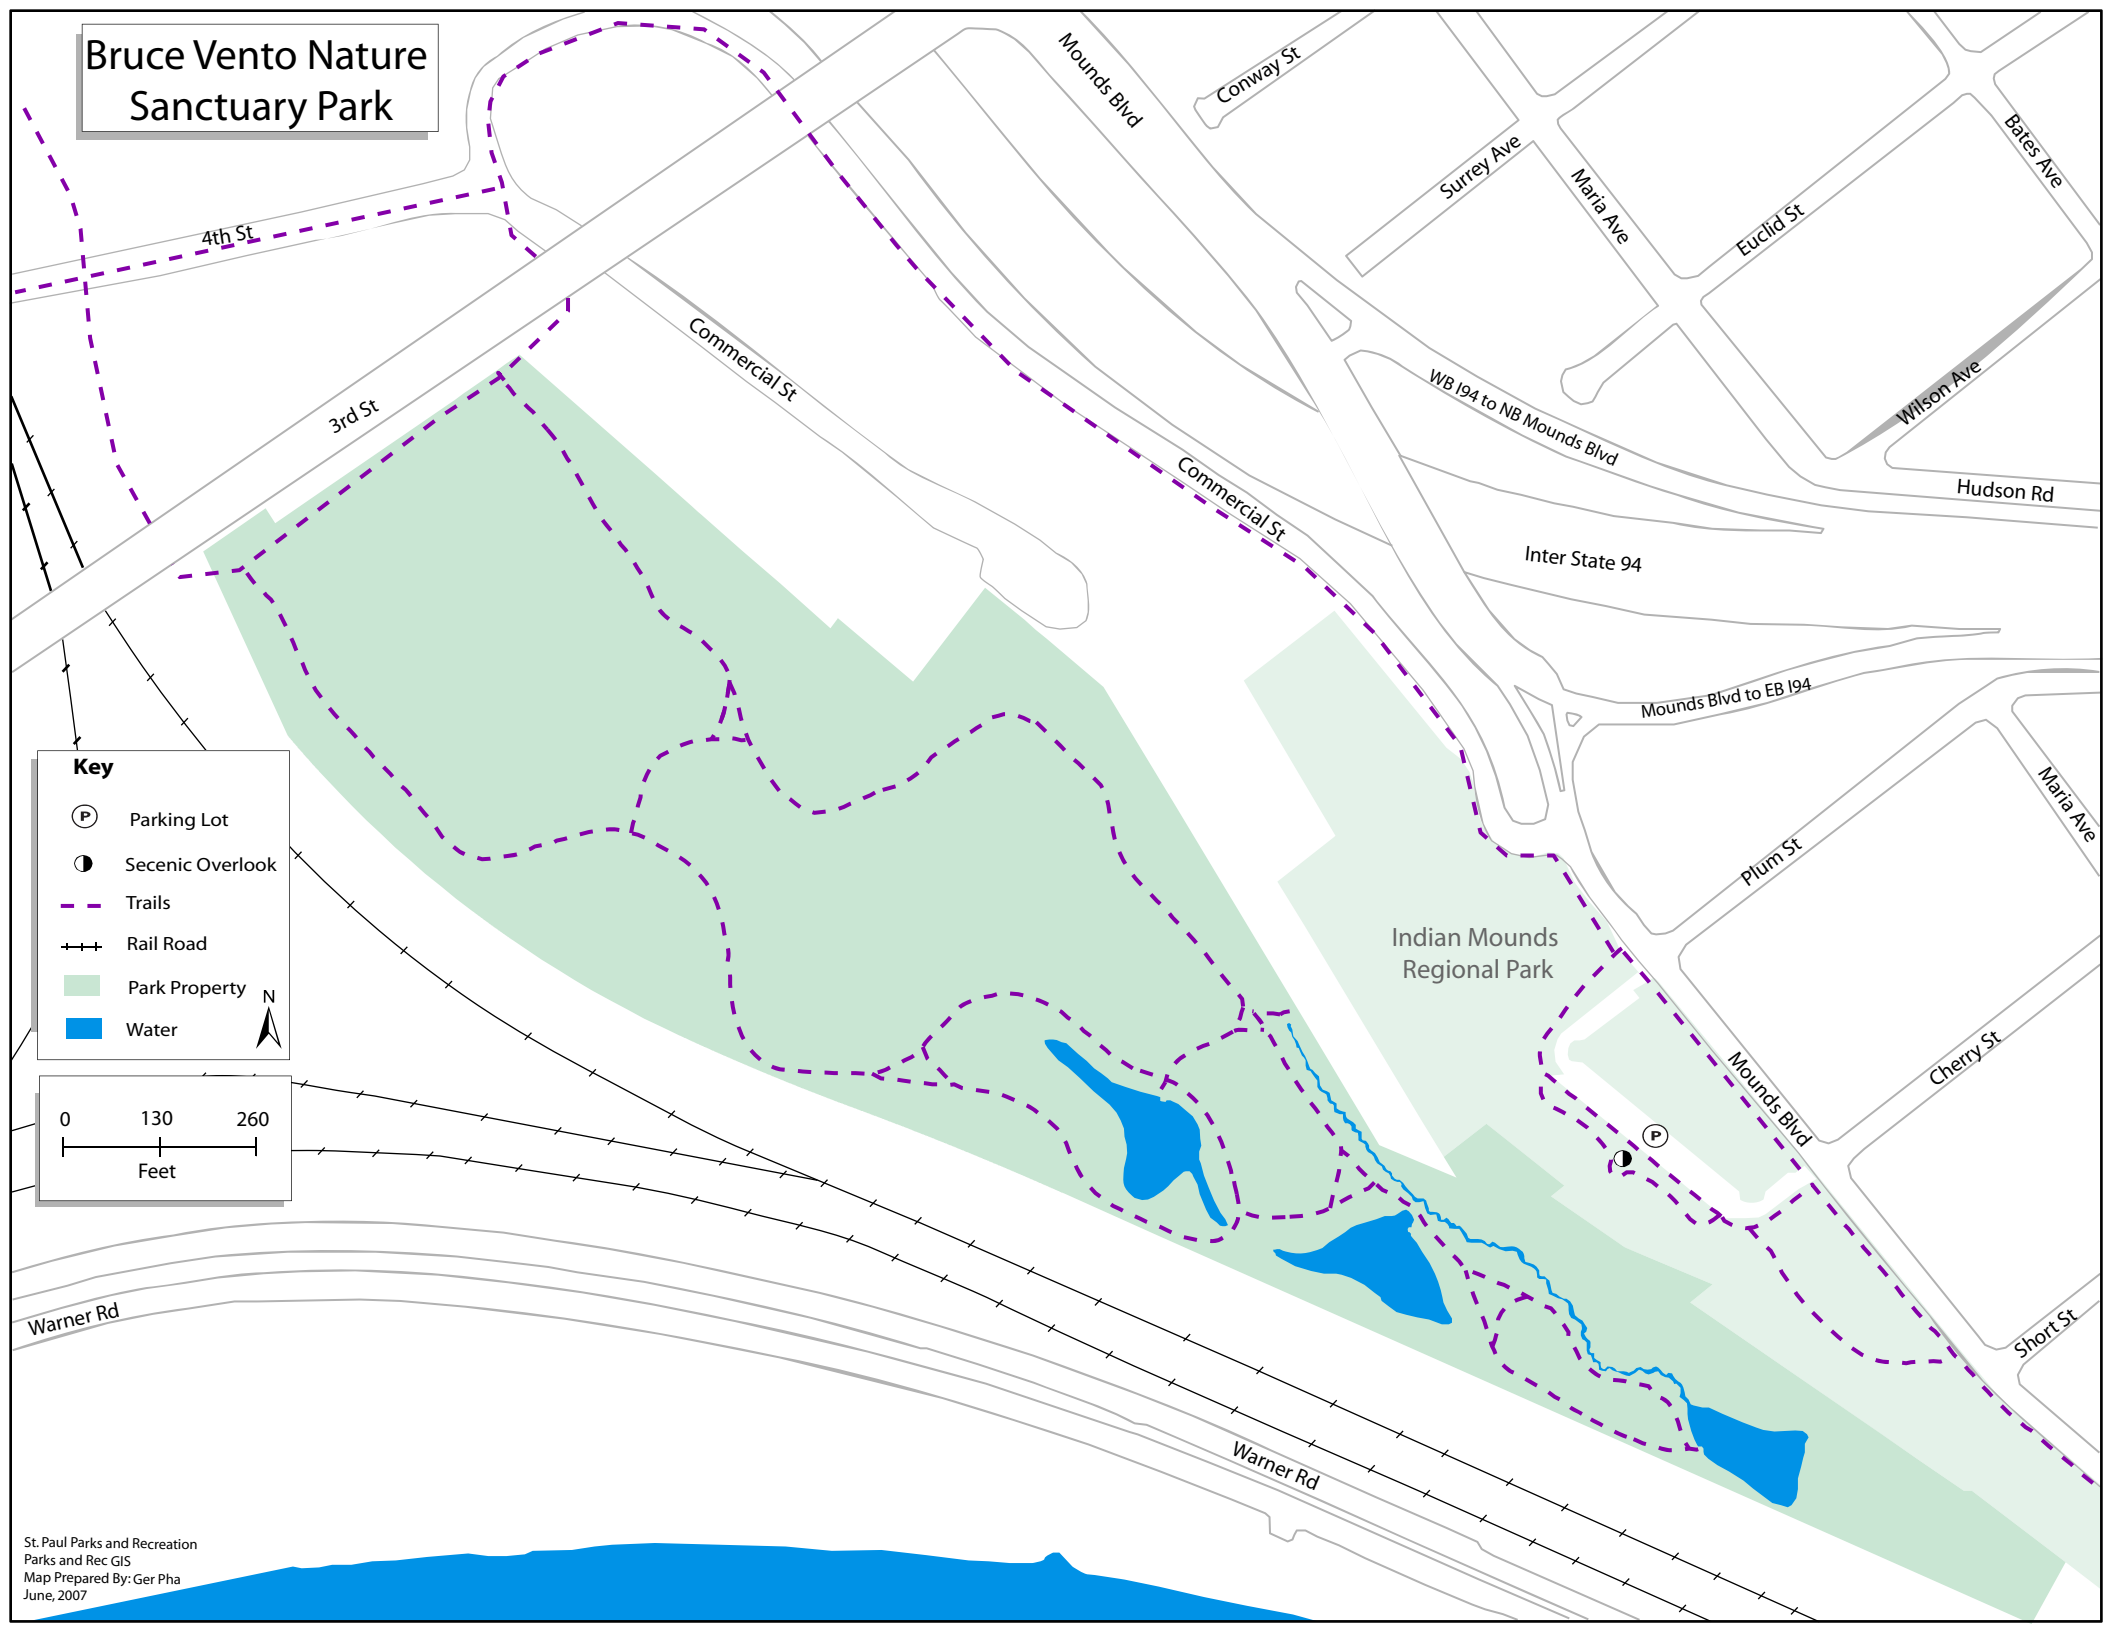 Bruce Vento Nature
Sanctuary Park
Conway St
Mounds Blvd
Bates Ave
Surrey Ave
Maria Ave
Euclid St
4th St
Commercial St
3rd St
WB I94 to NB Mounds Blvd
Wilson Ave
Commercial St
Hudson Rd
Inter State 94
Mounds Blvd to EB I94
Maria Ave
Plum St
Key
P
Parking Lot
Secenic Overlook
Trails
Rail Road
Park Property
N
Water
Indian Mounds
Regional Park
Cherry St
Mounds Blvd
P
0 130 260
Feet
Warner Rd
Short St
Warner Rd
St. Paul Parks and Recreation
Parks and Rec GIS
Map Prepared By: Ger Pha
June, 2007